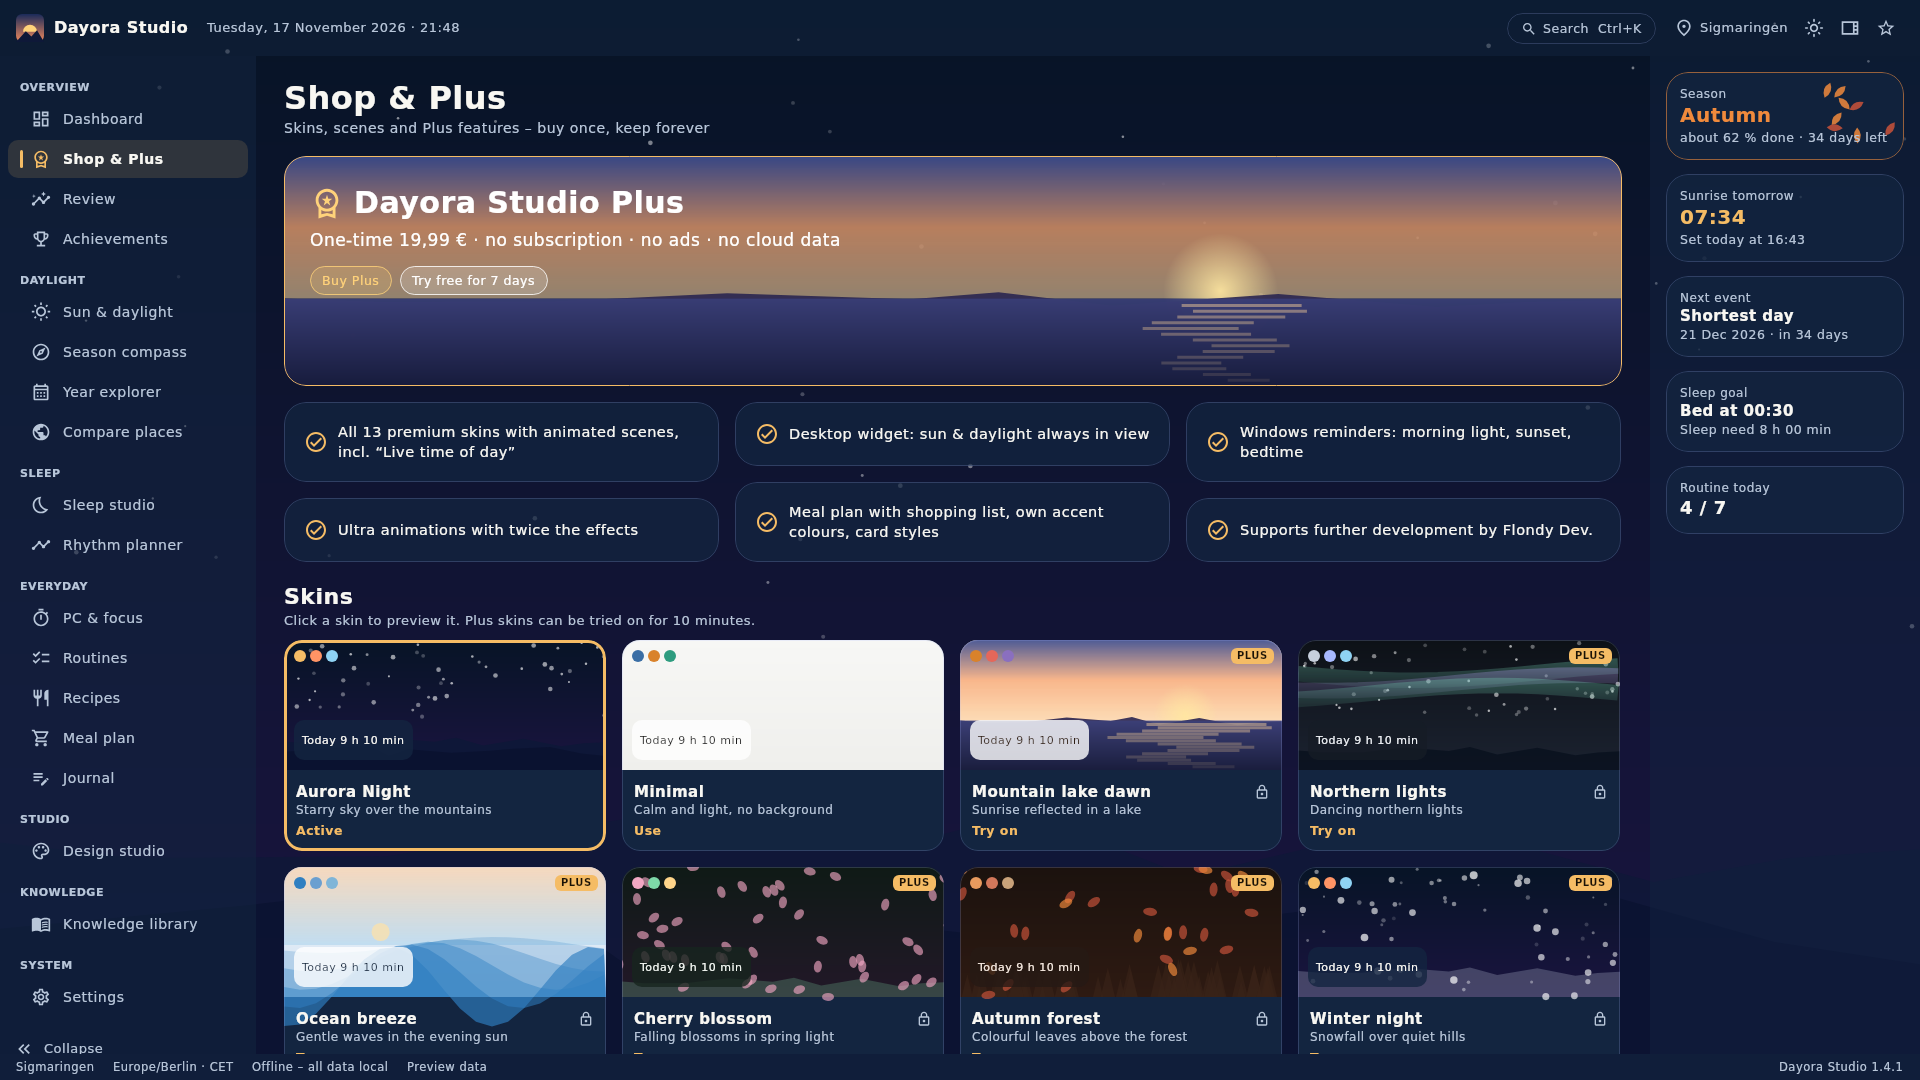 Dayora Studio
Tuesday, 17 November 2026 · 21:48
Search Ctrl+K
Sigmaringen
OVERVIEW
Dashboard
Shop & Plus
Review
Achievements
DAYLIGHT
Sun & daylight
Season compass
Year explorer
Compare places
SLEEP
Sleep studio
Rhythm planner
EVERYDAY
PC & focus
Routines
Recipes
Meal plan
Journal
STUDIO
Design studio
KNOWLEDGE
Knowledge library
SYSTEM
Settings
Collapse
Shop & Plus
Skins, scenes and Plus features – buy once, keep forever
Dayora Studio Plus
One-time 19,99 € · no subscription · no ads · no cloud data
Buy Plus
Try free for 7 days
All 13 premium skins with animated scenes,
incl. “Live time of day”
Desktop widget: sun & daylight always in view
Windows reminders: morning light, sunset,
bedtime
Ultra animations with twice the effects
Meal plan with shopping list, own accent
colours, card styles
Supports further development by Flondy Dev.
Skins
Click a skin to preview it. Plus skins can be tried on for 10 minutes.
Today 9 h 10 min
Aurora Night
Starry sky over the mountains
Active
Today 9 h 10 min
Minimal
Calm and light, no background
Use
PLUS
Today 9 h 10 min
Mountain lake dawn
Sunrise reflected in a lake
Try on
PLUS
Today 9 h 10 min
Northern lights
Dancing northern lights
Try on
PLUS
Today 9 h 10 min
Ocean breeze
Gentle waves in the evening sun
PLUS
Today 9 h 10 min
Cherry blossom
Falling blossoms in spring light
PLUS
Today 9 h 10 min
Autumn forest
Colourful leaves above the forest
PLUS
Today 9 h 10 min
Winter night
Snowfall over quiet hills
Season
Autumn
about 62 % done · 34 days left
Sunrise tomorrow
07:34
Set today at 16:43
Next event
Shortest day
21 Dec 2026 · in 34 days
Sleep goal
Bed at 00:30
Sleep need 8 h 00 min
Routine today
4 / 7
Sigmaringen
Europe/Berlin · CET
Offline – all data local
Preview data
Dayora Studio 1.4.1